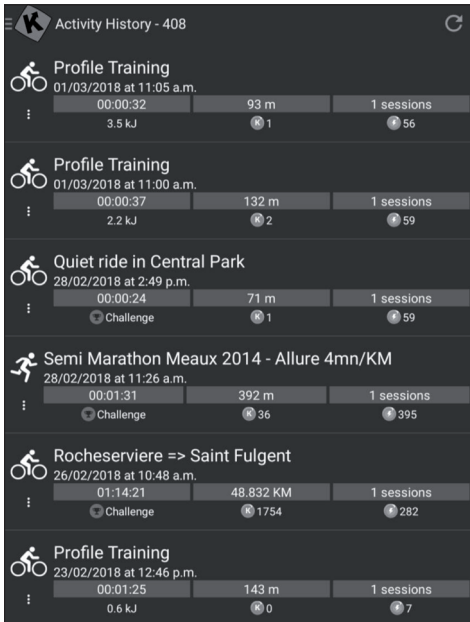 K Activity History - 408
Profile Training
01/03/2018 at 11:05 a.m.
00:00:32 93 m 1 sessions
3.5 kJ K 1 56
Profile Training
01/03/2018 at 11:00 a.m.
00:00:37 132 m 1 sessions
2.2 kJ K 2 59
Quiet ride in Central Park
28/02/2018 at 2:49 p.m.
00:00:24 71 m 1 sessions
Challenge K 1 59
Semi Marathon Meaux 2014 - Allure 4mn/KM
28/02/2018 at 11:26 a.m.
00:01:31 392 m 1 sessions
Challenge K 36 395
Rocheserviere => Saint Fulgent
26/02/2018 at 10:48 a.m.
01:14:21 48.832 KM 1 sessions
Challenge K 1754 282
Profile Training
23/02/2018 at 12:46 p.m.
00:01:25 143 m 1 sessions
0.6 kJ K 0 7